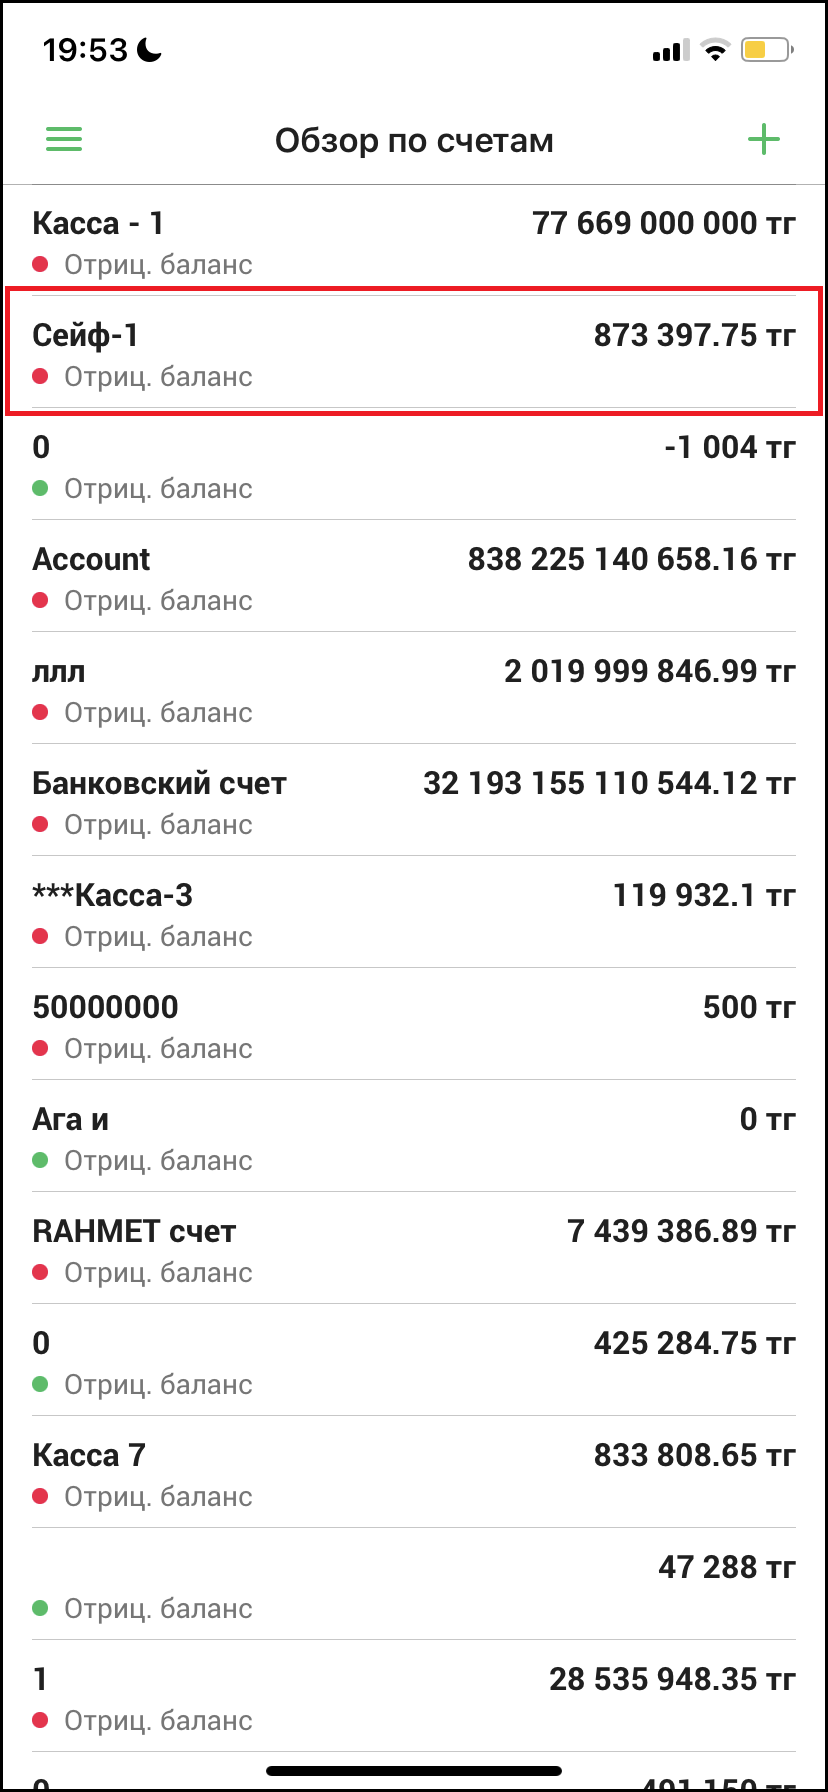 19:53
Обзор по счетам
Касса - 1 77 669 000 000 тг
Отриц. баланс
Сейф-1 873 397.75 тг
Отриц. баланс
0 -1 004 тг
Отриц. баланс
Account 838 225 140 658.16 тг
Отриц. баланс
ллл 2 019 999 846.99 тг
Отриц. баланс
Банковский счет 32 193 155 110 544.12 тг
Отриц. баланс
***Касса-3 119 932.1 тг
Отриц. баланс
50000000 500 тг
Отриц. баланс
Ага и 0 тг
Отриц. баланс
RAHMET счет 7 439 386.89 тг
Отриц. баланс
0 425 284.75 тг
Отриц. баланс
Касса 7 833 808.65 тг
Отриц. баланс
47 288 тг
Отриц. баланс
1 28 535 948.35 тг
Отриц. баланс